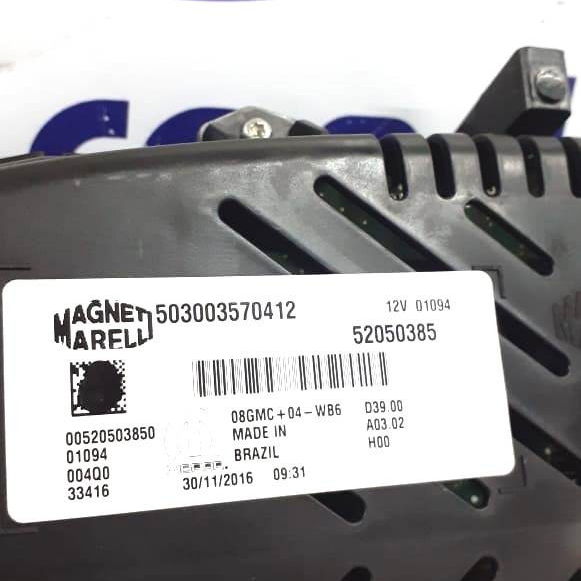 MAGNETI
MARELLI
503003570412
12V 01094
52050385
00520503850
01094
004Q0
33416
08GMC+04-WB6
MADE IN
BRAZIL
D39.00
A03.02
H00
30/11/2016 09:31